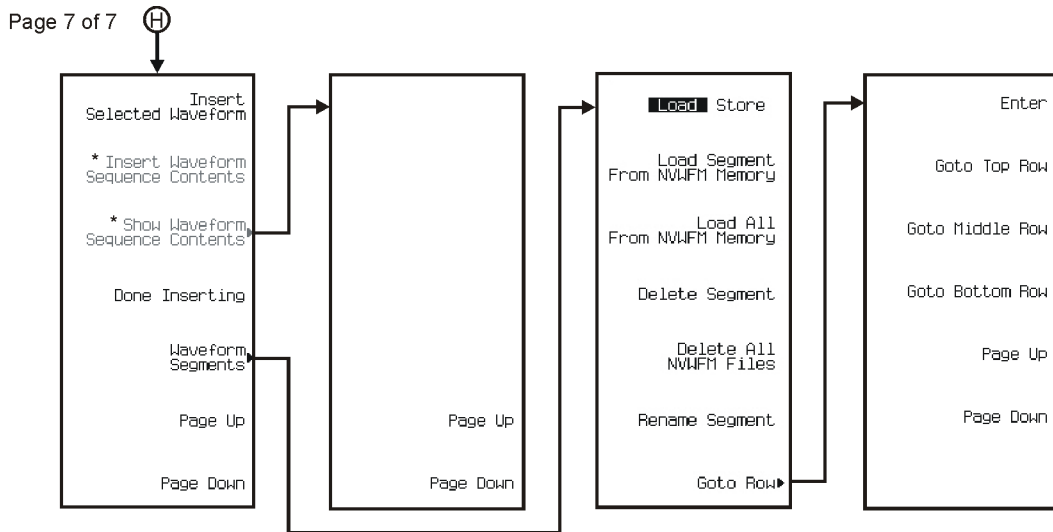 Page 7 of 7
H
Insert
Selected Waveform
* Insert Waveform
Sequence Contents
* Show Waveform
Sequence Contents
Done Inserting
Waveform
Segments
Page Up
Page Down
Page Up
Page Down
Load Store
Load Segment
From NVWFM Memory
Load All
From NVWFM Memory
Delete Segment
Delete All
NVWFM Files
Rename Segment
Goto Row
Enter
Goto Top Row
Goto Middle Row
Goto Bottom Row
Page Up
Page Down